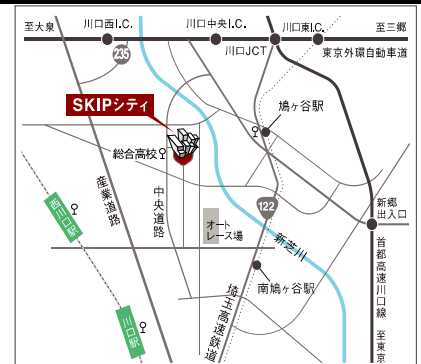 至大泉
川口西I.C.
川口中央I.C.
川口東I.C.
至三郷
川口JCT
東京外環自動車道
235
SKIPシティ
鳩ヶ谷駅
総合高校
産業道路
中央道路
西川口駅
122
新郷
出入口
オート
レース場
新芝川
首都高速川口線
南鳩ヶ谷駅
埼玉高速鉄道
川口駅
至東京